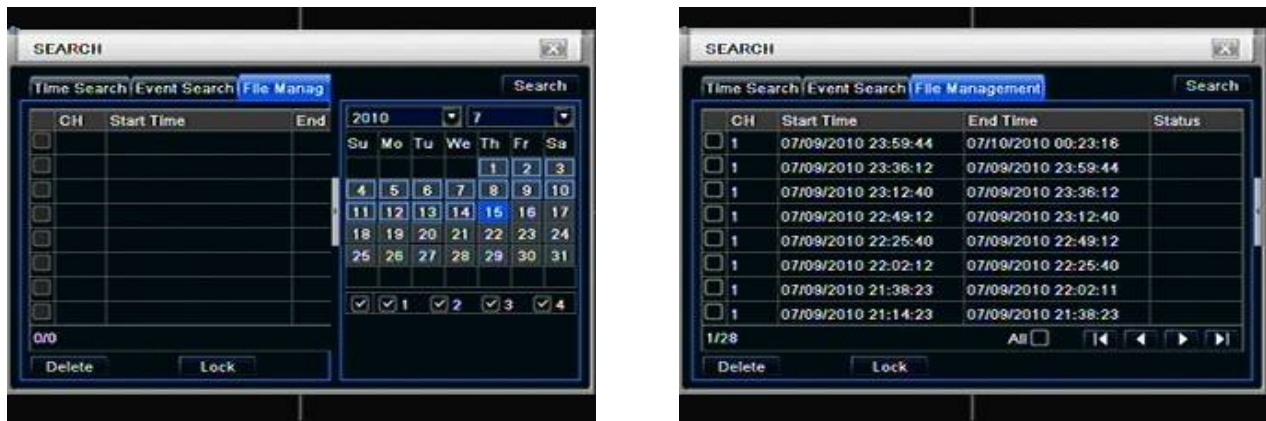 SEARCH
Time Search Event Search File Manag Search
CH Start Time End
2010 7
Su Mo Tu We Th Fr Sa
1 2 3
4 5 6 7 8 9 10
11 12 13 14 15 16 17
18 19 20 21 22 23 24
25 26 27 28 29 30 31
1 2 3 4
0/0
Delete Lock
SEARCH
Time Search Event Search File Management Search
CH Start Time End Time Status
1 07/09/2010 23:59:44 07/10/2010 00:23:16
1 07/09/2010 23:36:12 07/09/2010 23:59:44
1 07/09/2010 23:12:40 07/09/2010 23:36:12
1 07/09/2010 22:49:12 07/09/2010 23:12:40
1 07/09/2010 22:25:40 07/09/2010 22:49:12
1 07/09/2010 22:02:12 07/09/2010 22:25:40
1 07/09/2010 21:38:23 07/09/2010 22:02:11
1 07/09/2010 21:14:23 07/09/2010 21:38:23
1/28 All
Delete Lock